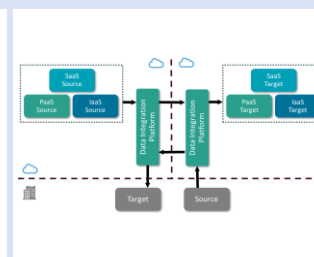 SaaS
Source
PaaS
Source
IaaS
Source
Data Integration
Platform
Data Integration
Platform
SaaS
Target
PaaS
Target
IaaS
Target
Target
Source